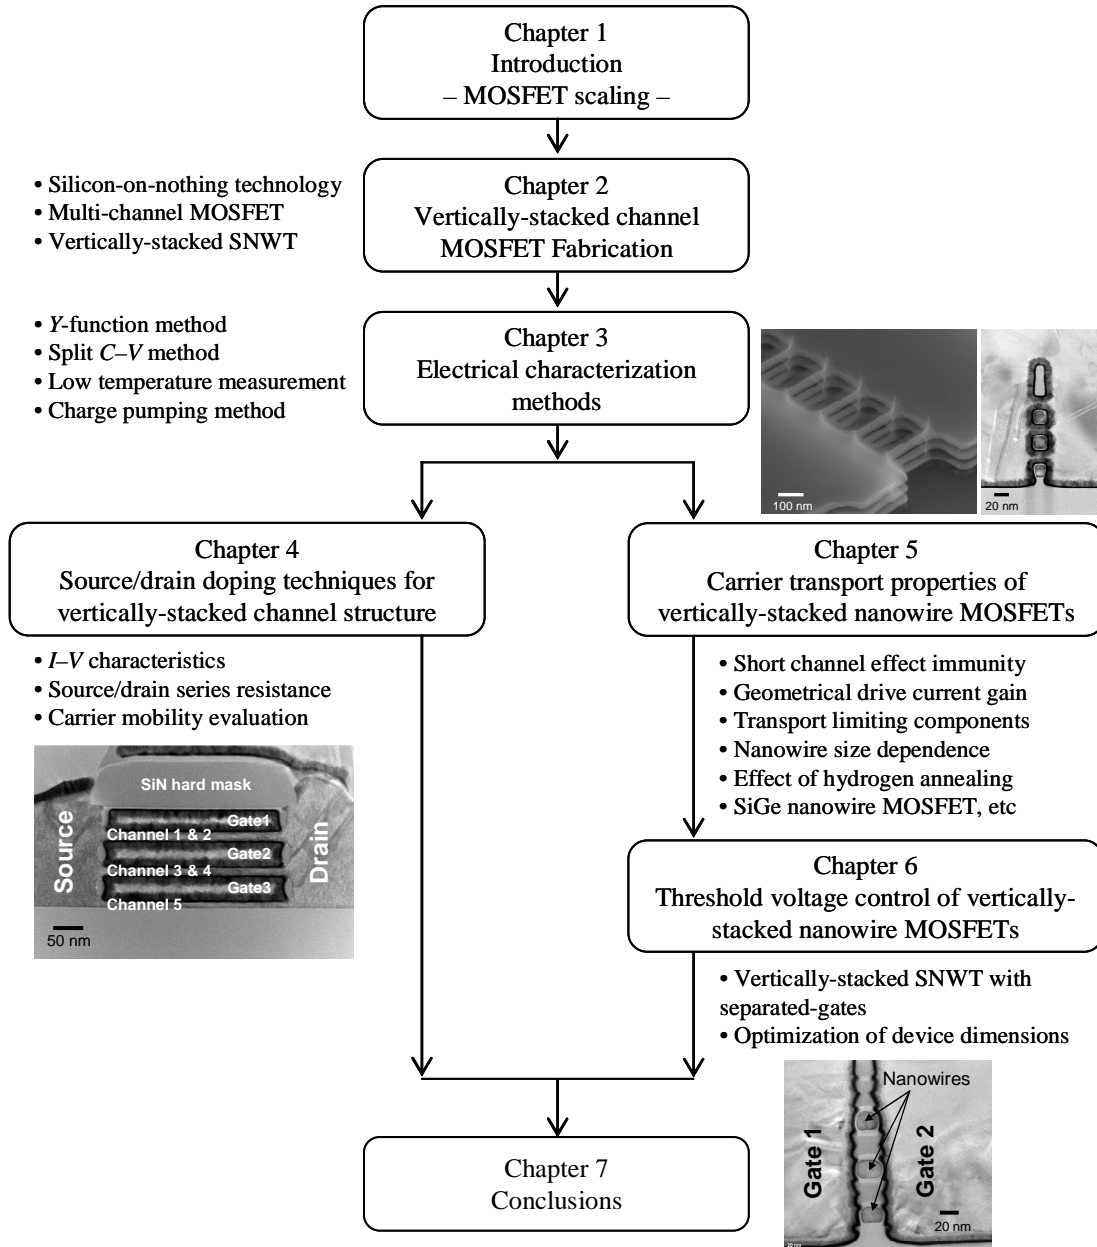 Chapter 1
Introduction
– MOSFET scaling –
• Silicon-on-nothing technology
• Multi-channel MOSFET
• Vertically-stacked SNWT
Chapter 2
Vertically-stacked channel
MOSFET Fabrication
• Y-function method
• Split C–V method
• Low temperature measurement
• Charge pumping method
Chapter 3
Electrical characterization
methods
100 nm
20 nm
Chapter 4
Source/drain doping techniques for
vertically-stacked channel structure
• I–V characteristics
• Source/drain series resistance
• Carrier mobility evaluation
SiN hard mask
Source
Gate1
Channel 1 & 2
Gate2
Channel 3 & 4
Gate3
Channel 5
Drain
50 nm
Chapter 5
Carrier transport properties of
vertically-stacked nanowire MOSFETs
• Short channel effect immunity
• Geometrical drive current gain
• Transport limiting components
• Nanowire size dependence
• Effect of hydrogen annealing
• SiGe nanowire MOSFET, etc
Chapter 6
Threshold voltage control of vertically-
stacked nanowire MOSFETs
• Vertically-stacked SNWT with
separated-gates
• Optimization of device dimensions
Nanowires
Gate 1
Gate 2
20 nm
20 nm
Chapter 7
Conclusions